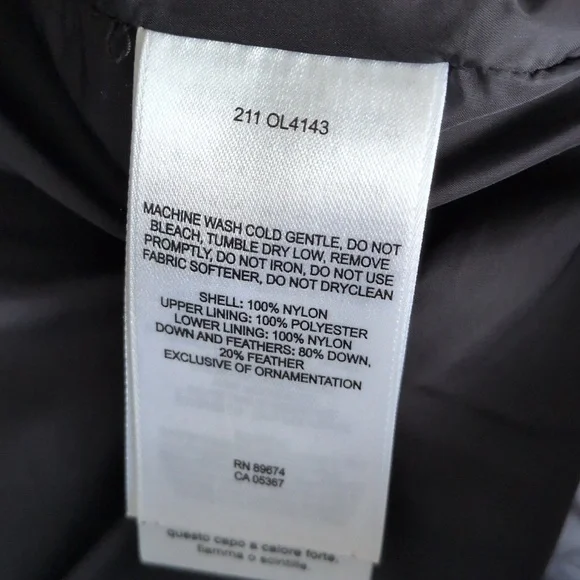 211 OL4143
MACHINE WASH COLD GENTLE, DO NOT
BLEACH, TUMBLE DRY LOW, REMOVE
PROMPTLY, DO NOT IRON, DO NOT USE
FABRIC SOFTENER, DO NOT DRYCLEAN
SHELL: 100% NYLON
UPPER LINING: 100% POLYESTER
LOWER LINING: 100% NYLON
DOWN AND FEATHERS: 80% DOWN,
20% FEATHER
EXCLUSIVE OF ORNAMENTATION
RN 89674
CA 05367
questo capo a calore forte,
fiamma o scintilla.